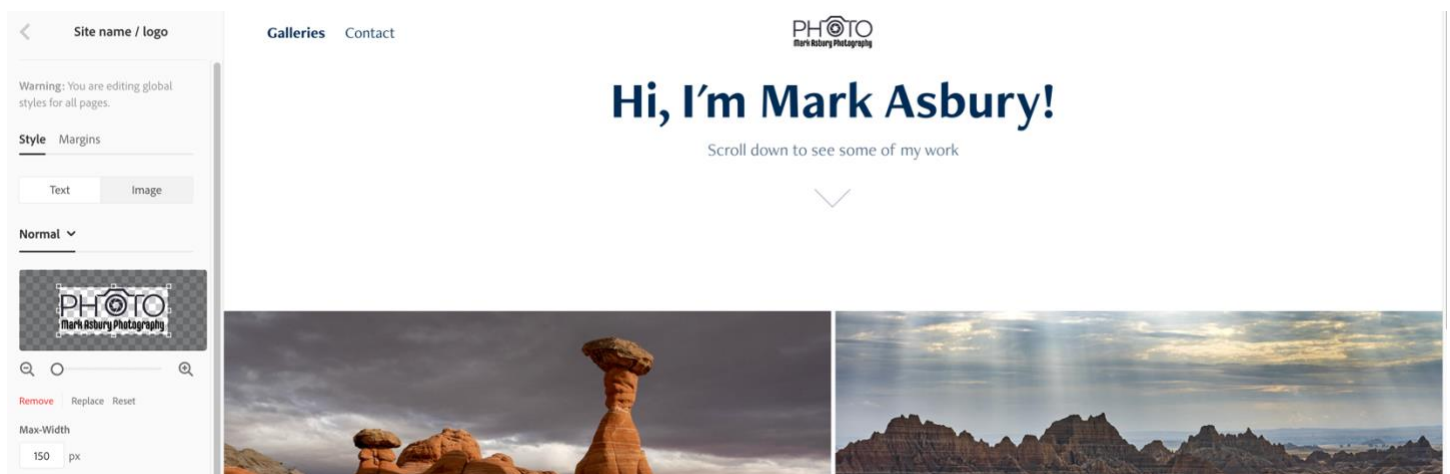 Site name / logo
Warning: You are editing global
styles for all pages.
Style Margins
Text Image
Normal
PHOTO
Mark Asbury Photography
Remove Replace Reset
Max-Width
150 px
Galleries Contact
PHOTO
Mark Asbury Photography
Hi, I'm Mark Asbury!
Scroll down to see some of my work